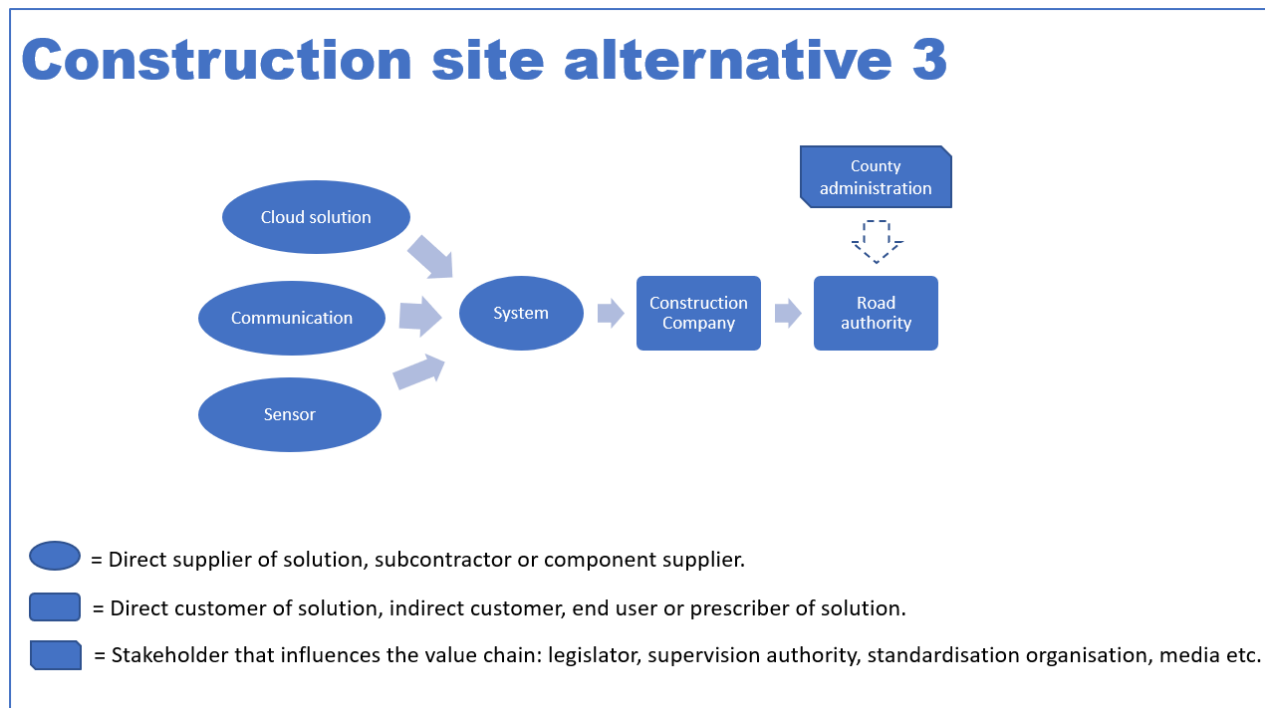 Construction site alternative 3
County
administration
Cloud solution
Communication
System
Construction
Company
Road
authority
Sensor
= Direct supplier of solution, subcontractor or component supplier.
= Direct customer of solution, indirect customer, end user or prescriber of solution.
= Stakeholder that influences the value chain: legislator, supervision authority, standardisation organisation, media etc.